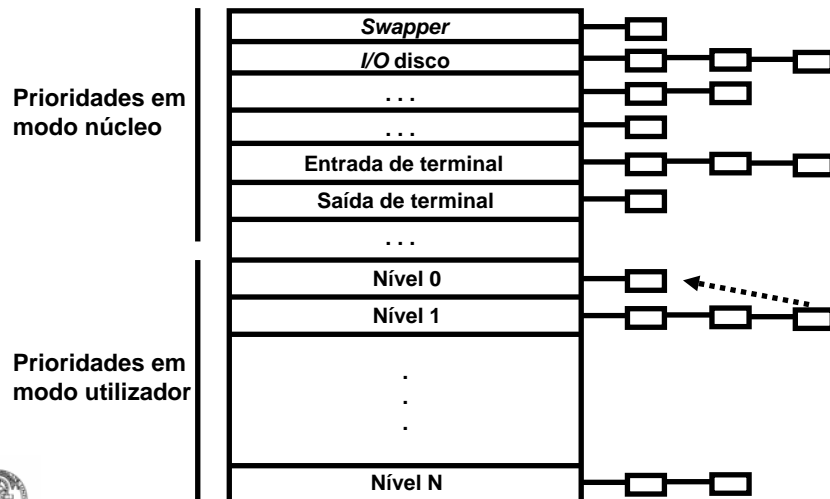 Swapper
I/O disco
. . .
. . .
Entrada de terminal
Saída de terminal
. . .
Nível 0
Nível 1
.
.
.
Nível N
Prioridades em
modo núcleo
Prioridades em
modo utilizador